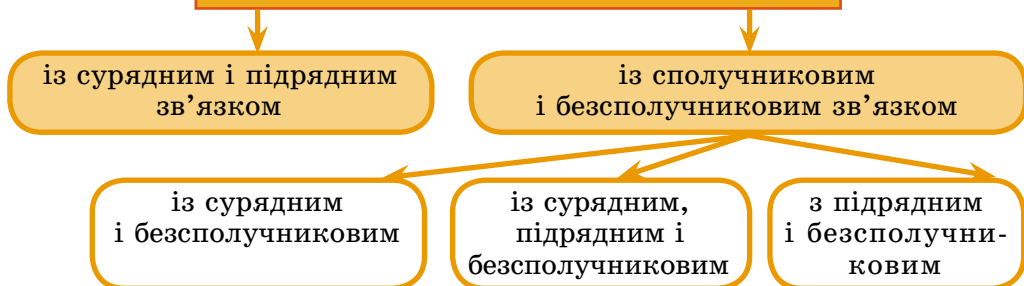 із сурядним і підрядним
зв’язком
із сполучниковим
і безсполучниковим зв’язком
із сурядним
і безсполучниковим
із сурядним,
підрядним і
безсполучниковим
з підрядним
і безсполучни-
ковим